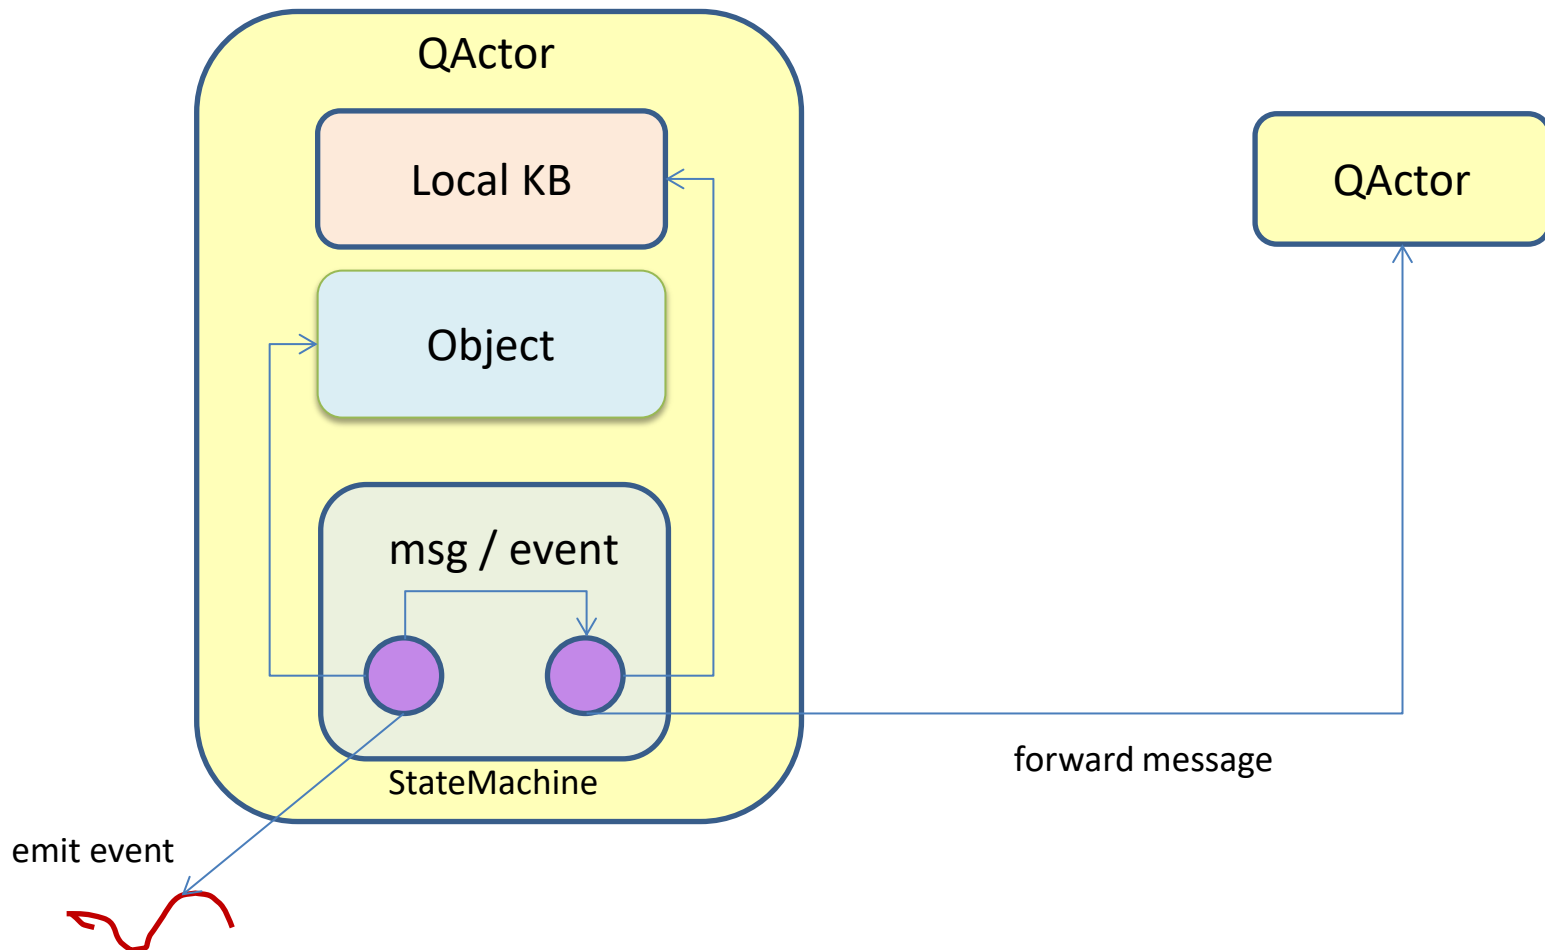 QActor
Local KB
QActor
Object
msg / event
forward message
StateMachine
emit event